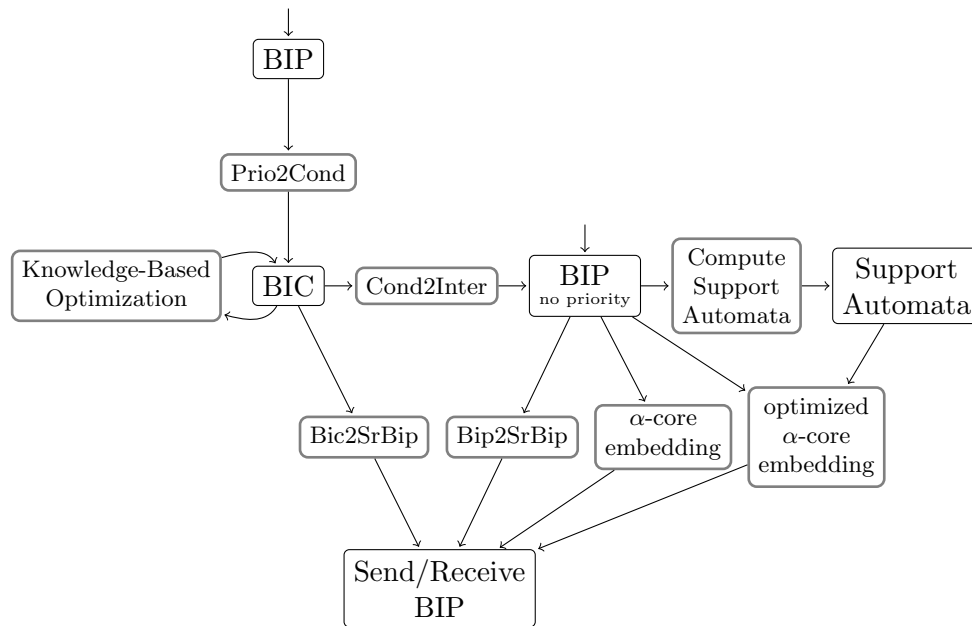 BIP
Prio2Cond
Knowledge-Based
Optimization
BIC
Cond2Inter
BIP
no priority
Compute
Support
Automata
Support
Automata
Bic2SrBip
Bip2SrBip
α-core
embedding
optimized
α-core
embedding
Send/Receive
BIP